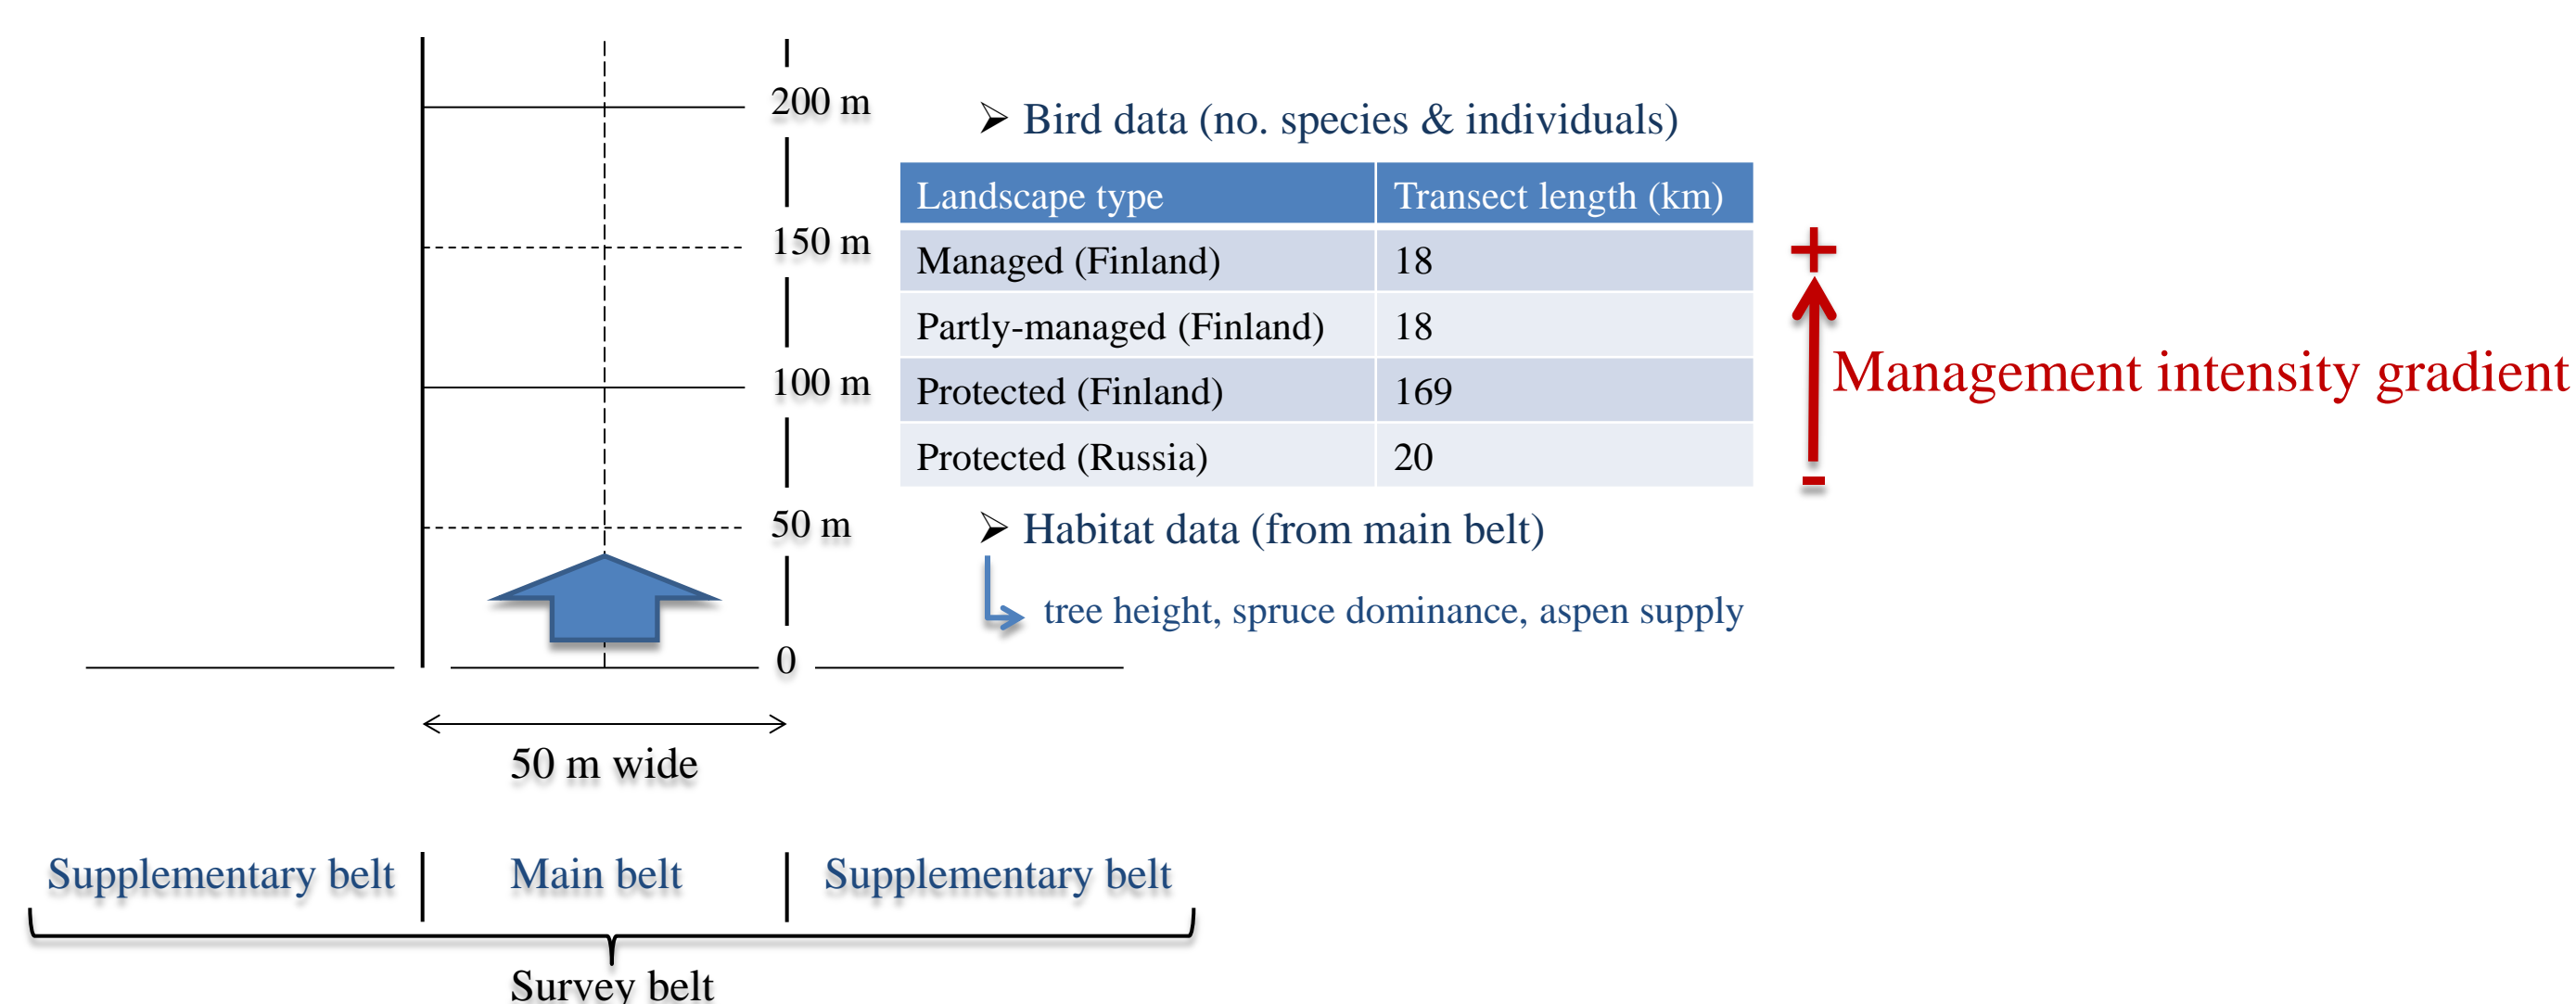 200 m
150 m
100 m
50 m
0
50 m wide
Supplementary belt
Main belt
Supplementary belt
Survey belt
➢ Bird data (no. species & individuals)
Landscape type Transect length (km)
Managed (Finland) 18
Partly-managed (Finland) 18
Protected (Finland) 169
Protected (Russia) 20
+
Management intensity gradient
-
➢ Habitat data (from main belt)
tree height, spruce dominance, aspen supply